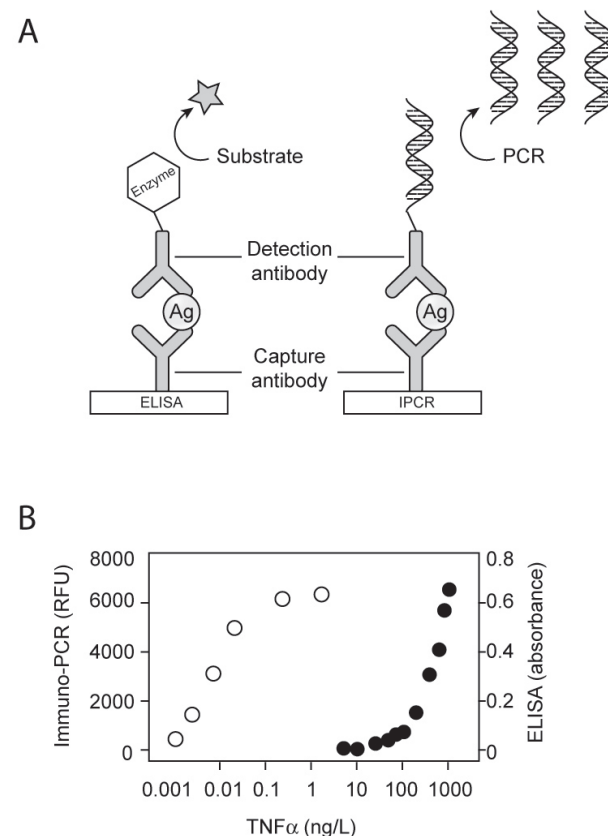 A
Substrate
Enzyme
PCR
Detection
antibody
Ag
Ag
Capture
antibody
ELISA
IPCR
B
Immuno-PCR (RFU)
8000
6000
4000
2000
0
0.8
0.6
0.4
0.2
0
ELISA (absorbance)
0.001 0.01 0.1 1 10 100 1000
TNFα (ng/L)